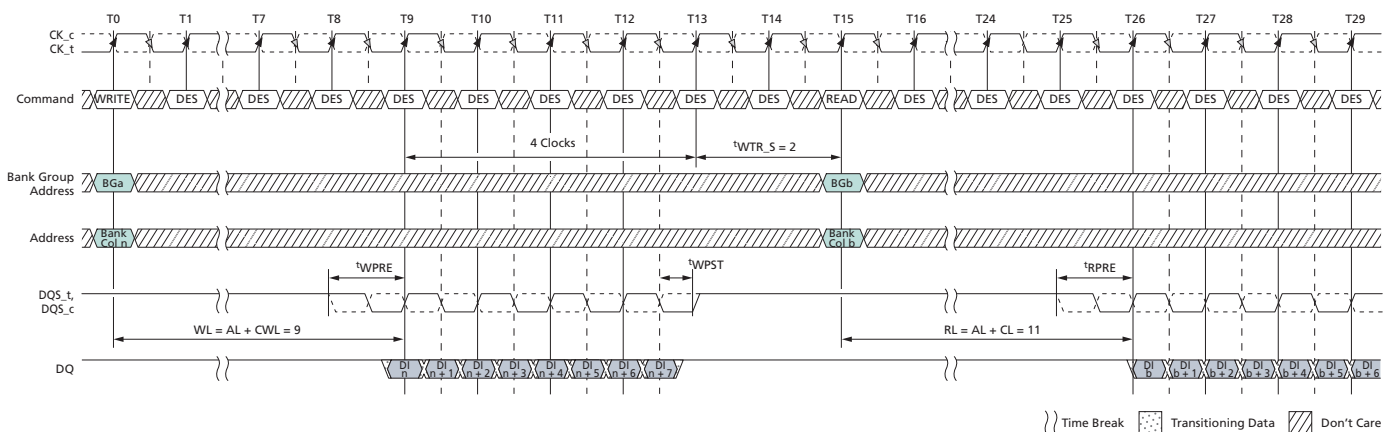 T0 T1 T7 T8 T9 T10 T11 T12 T13 T14 T15 T16 T24 T25 T26 T27 T28 T29
CK_c
CK_t
Command WRITE DES DES DES DES DES DES DES DES DES READ DES DES DES DES DES DES DES
4 Clocks tWTR_S = 2
Bank Group
Address
BGa BGb
Address
Bank
Col n
Bank
Col b
tWPRE tWPST tRPRE
DQS_t,
DQS_c
WL = AL + CWL = 9 RL = AL + CL = 11
DQ
DI DI DI DI DI DI DI DI DI DI DI DI DI DI DI
n n + 1 n + 2 n + 3 n + 4 n + 5 n + 6 n + 7 b b + 1 b + 2 b + 3 b + 4 b + 5 b + 6
Time Break Transitioning Data Don't Care